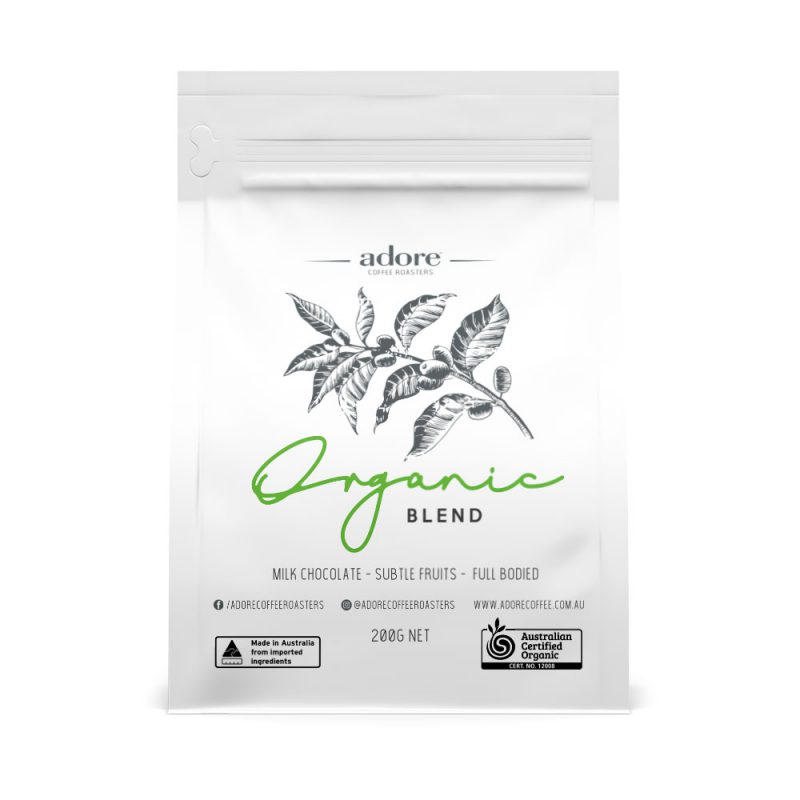 adore
COFFEE ROASTERS
Organic
BLEND
MILK CHOCOLATE - SUBTLE FRUITS - FULL BODIED
/ADORECOFFEEROASTERS @ADORECOFFEEROASTERS WWW.ADORECOFFEE.COM.AU
200G NET
Made in Australia
from imported
ingredients
Australian
Certified
Organic
CERT. NO. 12008